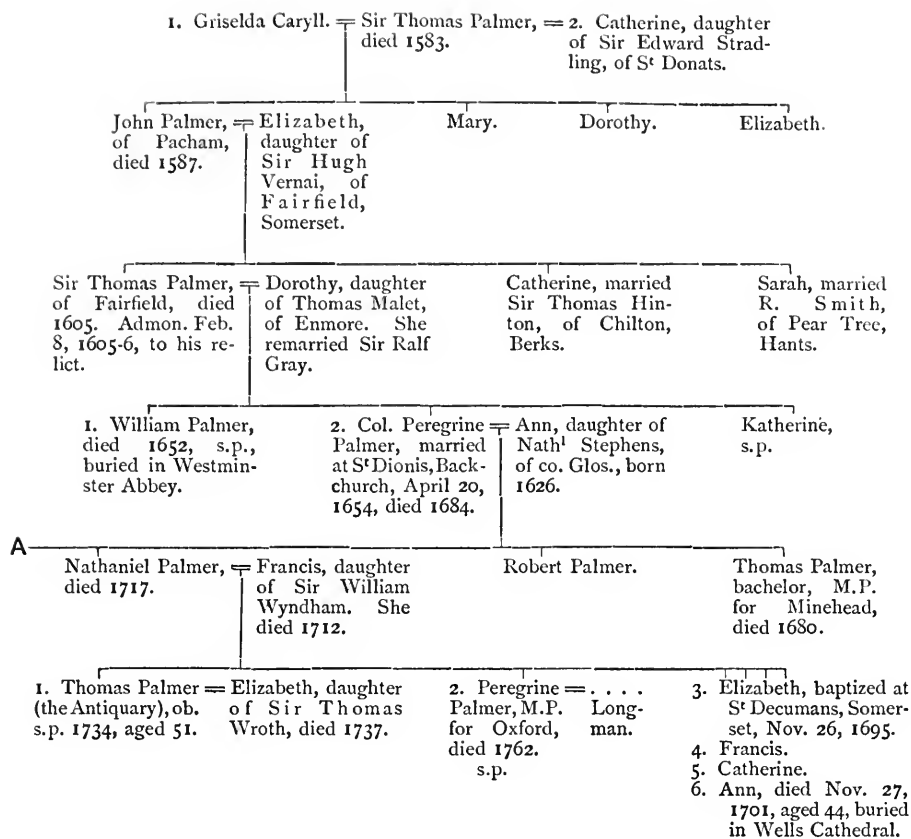 1. Griselda Caryll. = Sir Thomas Palmer, = 2. Catherine, daughter
died 1583.
of Sir Edward Strad-
ling, of St Donats.
John Palmer, =
of Pacham,
died 1587.
Elizabeth,
daughter of
Sir Hugh
Vernai, of
Fairfield,
Somerset.
Mary.
Dorothy.
Elizabeth.
Sir Thomas Palmer, =
of Fairfield, died
1605. Admon. Feb.
8, 1605-6, to his re-
lict.
Dorothy, daughter
of Thomas Malet,
of Enmore. She
remarried Sir Ralf
Gray.
Catherine, married
Sir Thomas Hin-
ton, of Chilton,
Berks.
Sarah, married
R. Smith,
of Pear Tree,
Hants.
1. William Palmer,
died 1652, s.p.,
buried in Westmin-
ster Abbey.
2. Col. Peregrine =
Palmer, married
at St Dionis, Back-
church, April 20,
1654, died 1684.
Ann, daughter of
Nathl Stephens,
of co. Glos., born
1626.
Katherine,
s.p.
A
Nathaniel Palmer, =
died 1717.
Francis, daughter
of Sir William
Wyndham. She
died 1712.
Robert Palmer.
Thomas Palmer,
bachelor, M.P.
for Minehead,
died 1680.
1. Thomas Palmer =
(the Antiquary), ob.
s.p. 1734, aged 51.
Elizabeth, daughter
of Sir Thomas
Wroth, died 1737.
2. Peregrine = . . . .
Palmer, M.P.
for Oxford,
died 1762.
s.p.
Long-
man.
3. Elizabeth, baptized at
St Decumans, Somer-
set, Nov. 26, 1695.
4. Francis.
5. Catherine.
6. Ann, died Nov. 27,
1701, aged 44, buried
in Wells Cathedral.